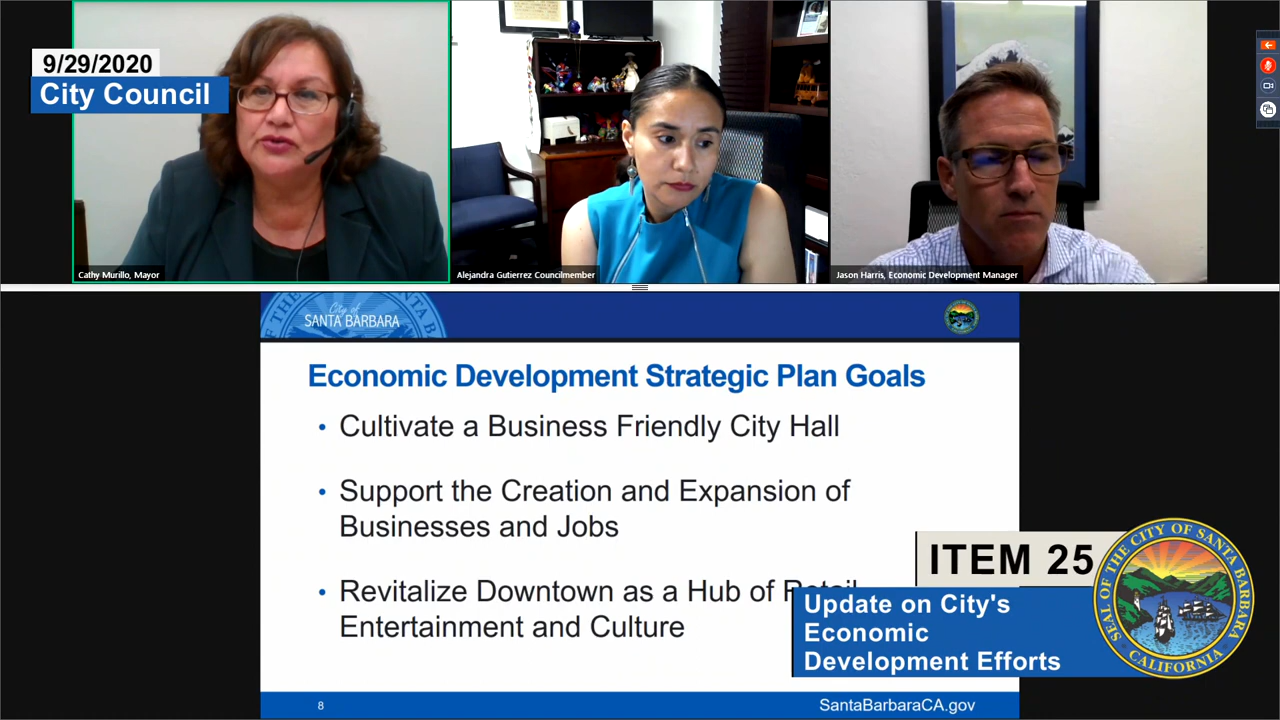 9/29/2020
City Council
Cathy Murillo, Mayor
Alejandra Gutierrez Councilmember
Jason Harris, Economic Development Manager
City of
SANTA BARBARA
Economic Development Strategic Plan Goals
• Cultivate a Business Friendly City Hall
• Support the Creation and Expansion of
Businesses and Jobs
• Revitalize Downtown as a Hub of Retail
Entertainment and Culture
ITEM 25
Update on City's
Economic
Development Efforts
SEAL OF THE CITY OF SANTA BARBARA
CALIFORNIA
8
SantaBarbaraCA.gov